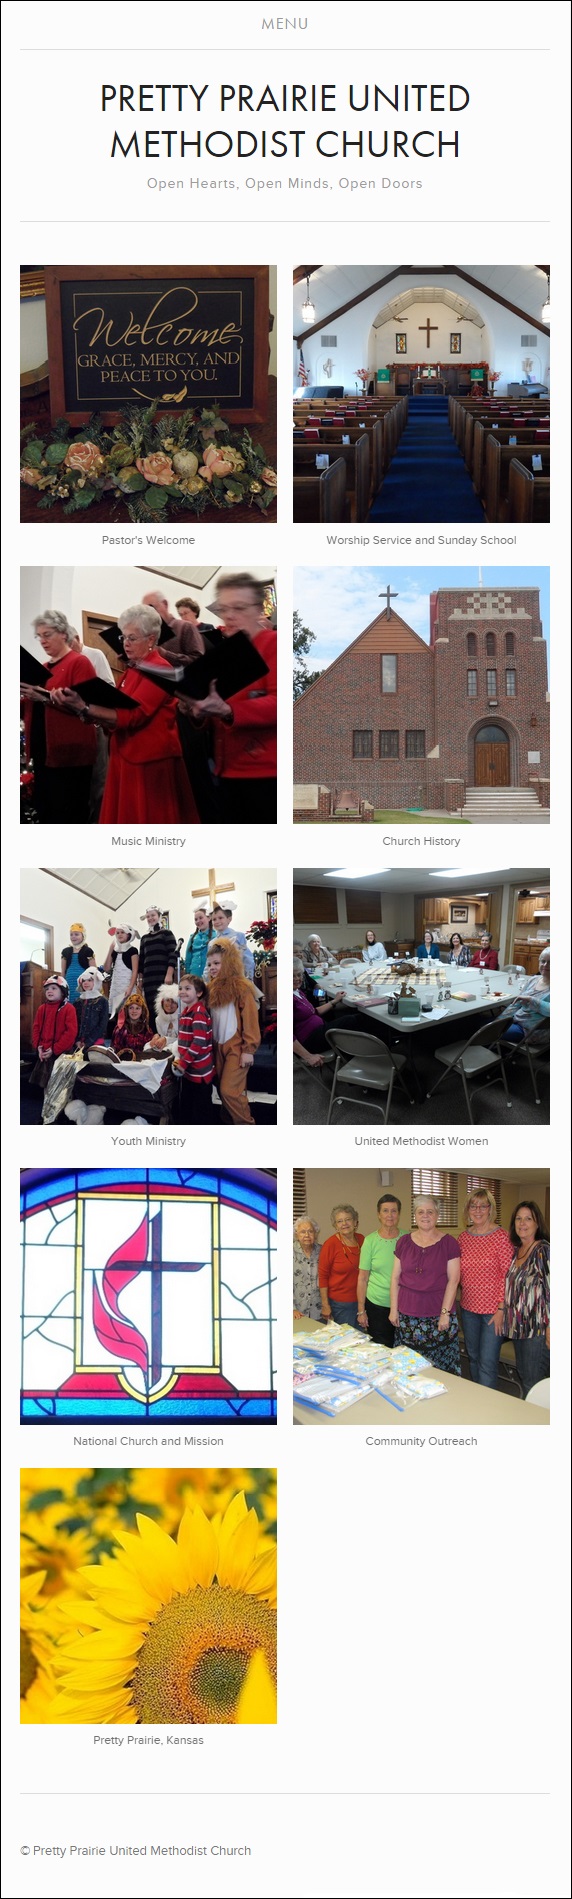 MENU
PRETTY PRAIRIE UNITED
METHODIST CHURCH
Open Hearts, Open Minds, Open Doors
Welcome
GRACE, MERCY, AND
PEACE TO YOU.
Pastor's Welcome
Worship Service and Sunday School
Music Ministry
Church History
Youth Ministry
United Methodist Women
National Church and Mission
Community Outreach
Pretty Prairie, Kansas
© Pretty Prairie United Methodist Church